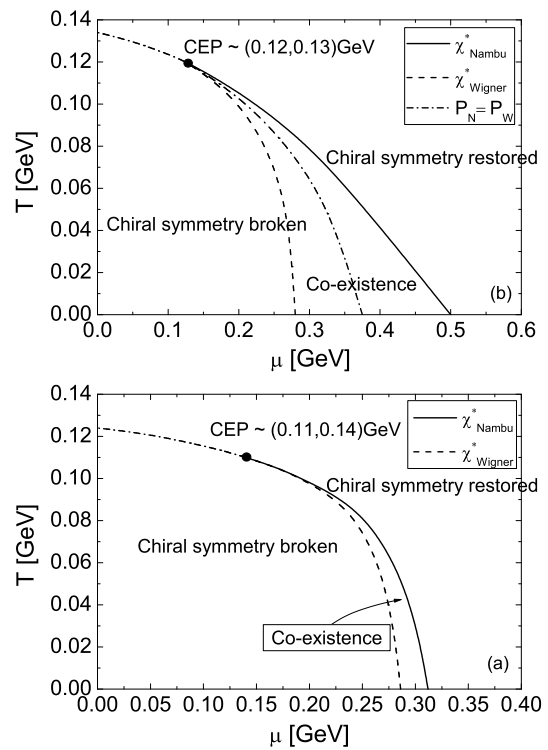 0.14
0.12
0.10
0.08
0.06
0.04
0.02
0.00
T [GeV]
CEP ~ (0.12,0.13)GeV
χ*Nambu
χ*Wigner
P_N= P_W
Chiral symmetry restored
Chiral symmetry broken
Co-existence
(b)
0.0 0.1 0.2 0.3 0.4 0.5 0.6
μ [GeV]
0.14
0.12
0.10
0.08
0.06
0.04
0.02
0.00
T [GeV]
CEP ~ (0.11,0.14)GeV
χ*Nambu
χ*Wigner
Chiral symmetry restored
Chiral symmetry broken
Co-existence
(a)
0.00 0.05 0.10 0.15 0.20 0.25 0.30 0.35 0.40
μ [GeV]